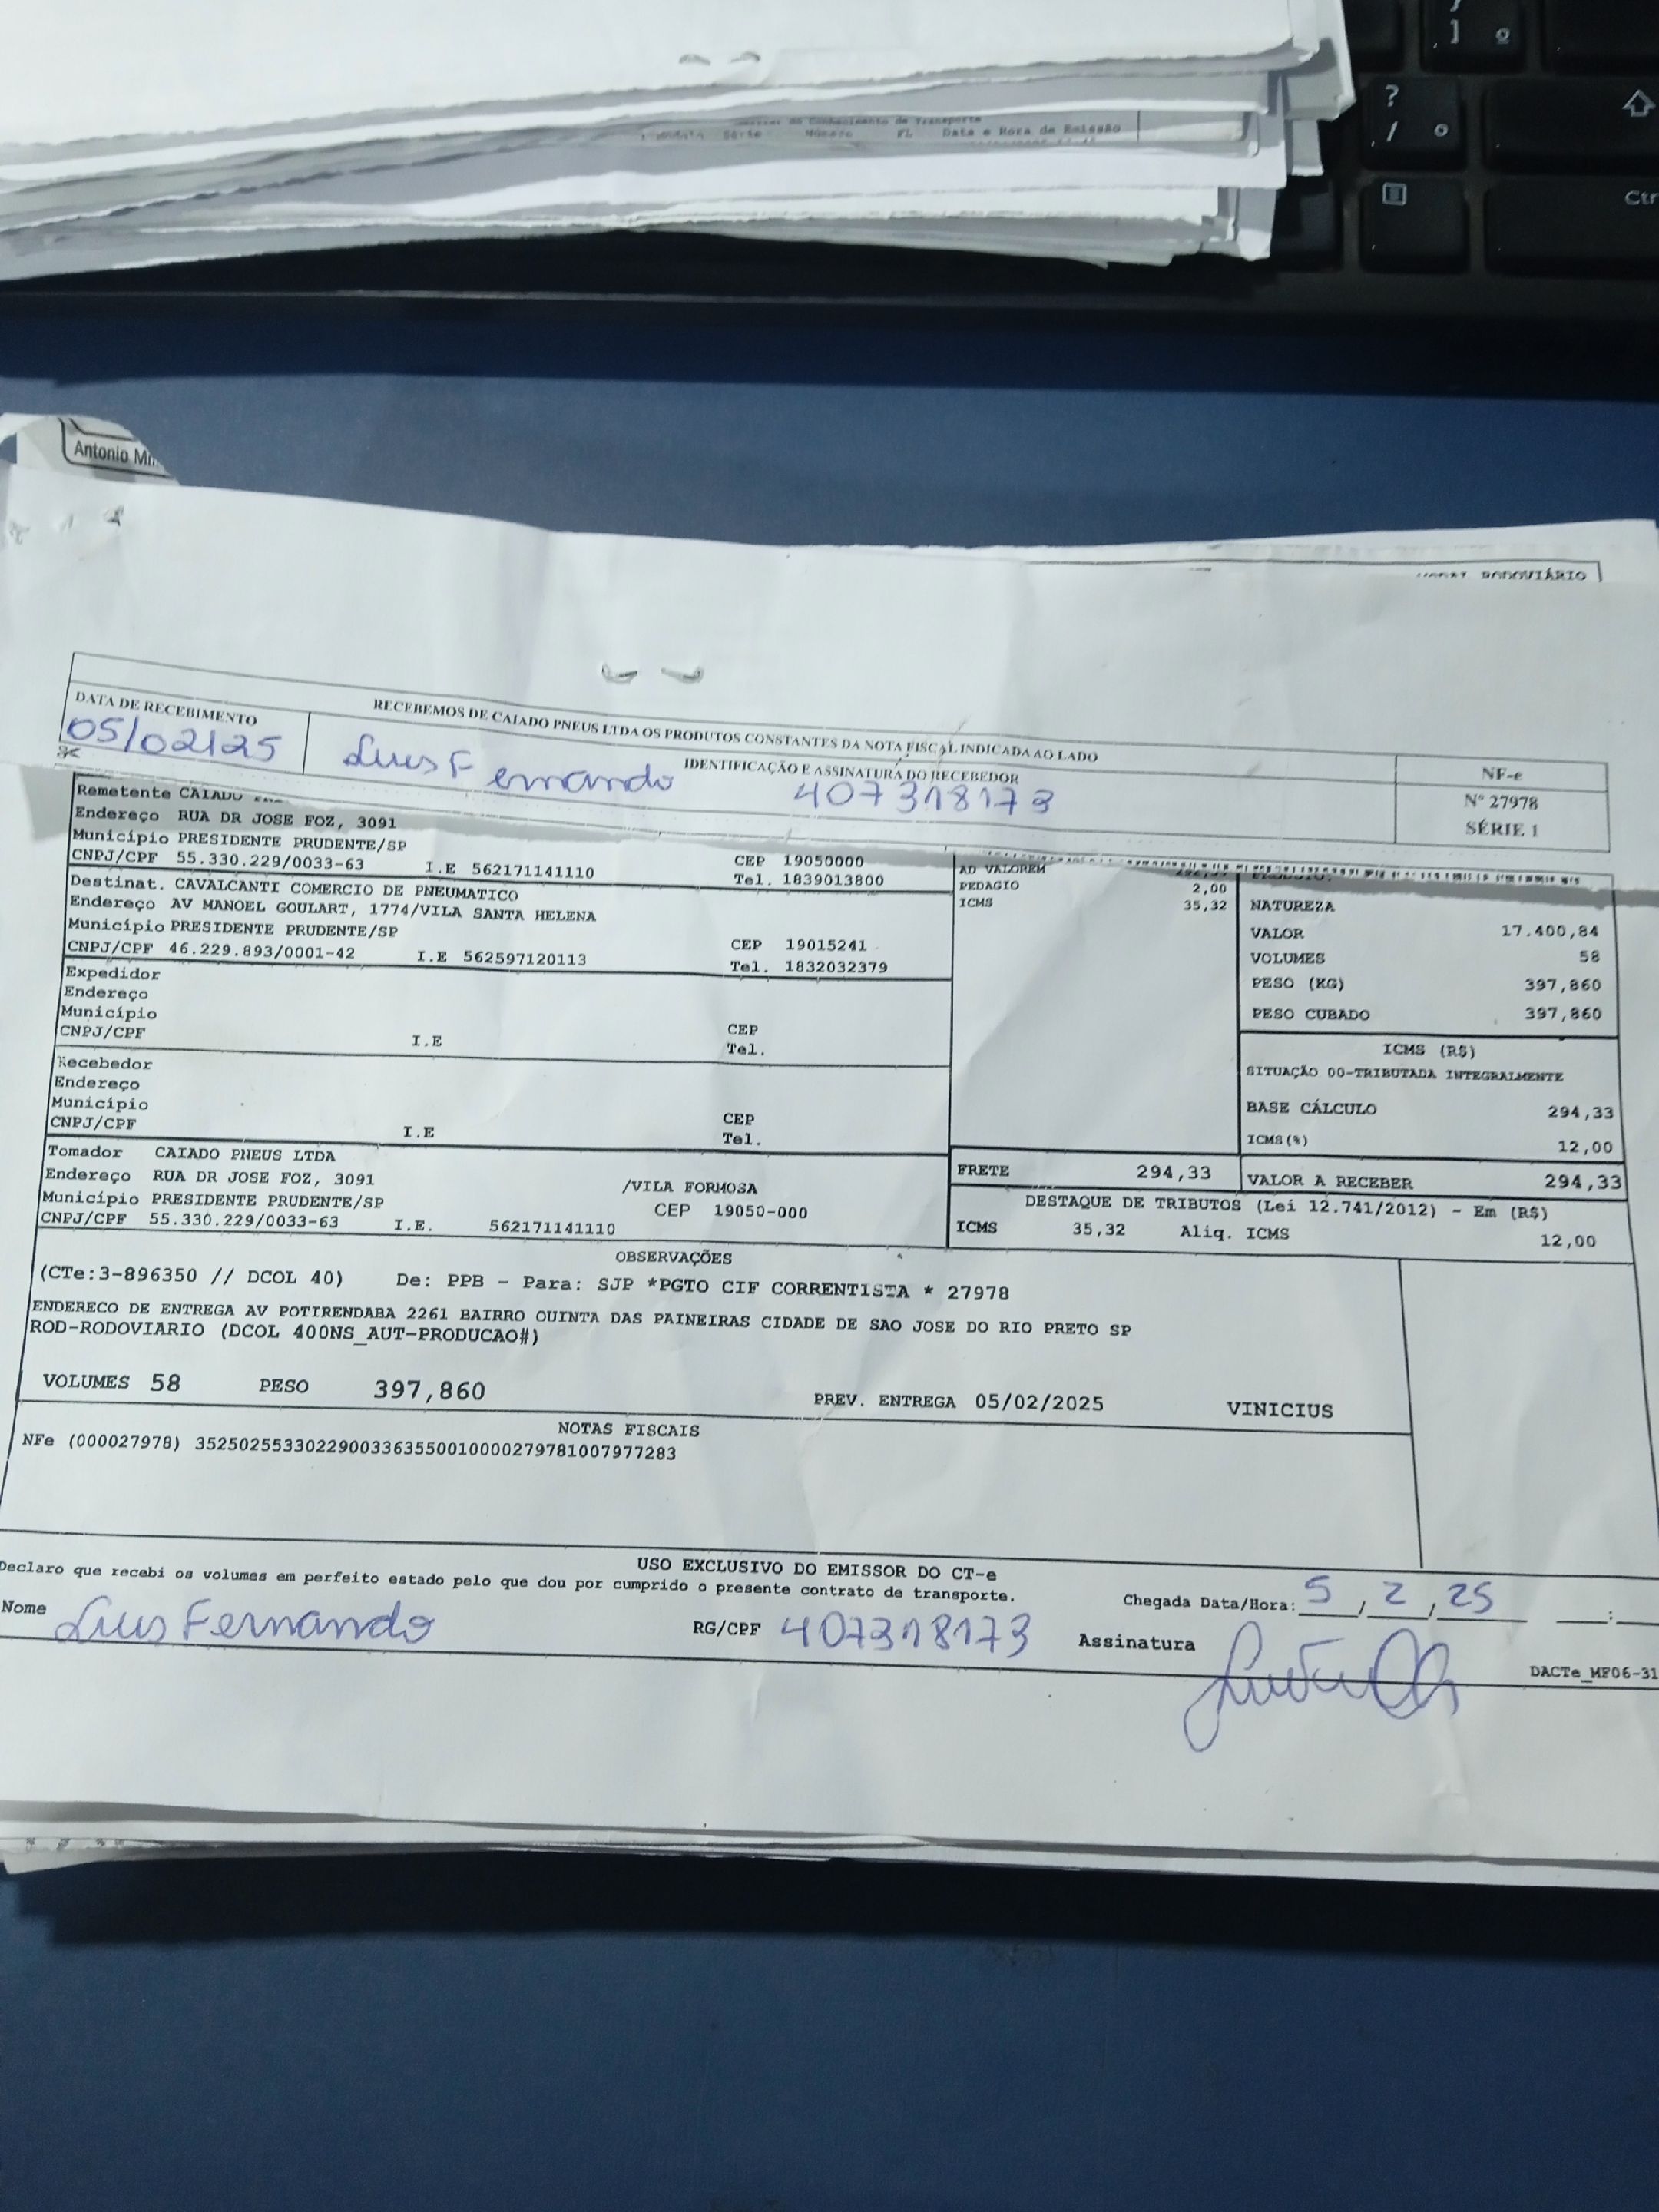 ] º
? / °
Ctr
do Conhecimento de Transporte
Série Número FL Data e Hora de Emissão
Antonio
RODOVIÁRIO
RECEBEMOS DE CAIADO PNEUS LTDA OS PRODUTOS CONSTANTES DA NOTA FISCAL INDICADA AO LADO
DATA DE RECEBIMENTO
05/02/25
IDENTIFICAÇÃO E ASSINATURA DO RECEBEDOR
Luis Fernando 407318173
NF-e
Nº 27978
SÉRIE 1
Remetente CAIADO
Endereço RUA DR JOSE FOZ, 3091
Município PRESIDENTE PRUDENTE/SP CEP 19050000
CNPJ/CPF 55.330.229/0033-63 I.E 562171141110 Tel. 1839013800
Destinat. CAVALCANTI COMERCIO DE PNEUMATICO
Endereço AV MANOEL GOULART, 1774/VILA SANTA HELENA
Município PRESIDENTE PRUDENTE/SP CEP 19015241
CNPJ/CPF 46.229.893/0001-42 I.E 562597120113 Tel. 1832032379
Expedidor
Endereço
Município CEP
CNPJ/CPF I.E Tel.
Recebedor
Endereço
Município CEP
CNPJ/CPF I.E Tel.
Tomador CAIADO PNEUS LTDA
Endereço RUA DR JOSE FOZ, 3091 /VILA FORMOSA
Município PRESIDENTE PRUDENTE/SP CEP 19050-000
CNPJ/CPF 55.330.229/0033-63 I.E. 562171141110
AD VALOREM
PEDAGIO 2,00
ICMS 35,32
NATUREZA
VALOR 17.400,84
VOLUMES 58
PESO (KG) 397,860
PESO CUBADO 397,860
ICMS (R$)
SITUAÇÃO 00-TRIBUTADA INTEGRALMENTE
BASE CÁLCULO 294,33
ICMS(%) 12,00
FRETE 294,33 VALOR A RECEBER 294,33
DESTAQUE DE TRIBUTOS (Lei 12.741/2012) - Em (R$)
ICMS 35,32 Aliq. ICMS 12,00
OBSERVAÇÕES
(CTe:3-896350 // DCOL 40) De: PPB - Para: SJP *PGTO CIF CORRENTISTA * 27978
ENDERECO DE ENTREGA AV POTIRENDABA 2261 BAIRRO QUINTA DAS PAINEIRAS CIDADE DE SAO JOSE DO RIO PRETO SP
ROD-RODOVIARIO (DCOL 400NS_AUT-PRODUCAO#)
VOLUMES 58 PESO 397,860 PREV. ENTREGA 05/02/2025 VINICIUS
NOTAS FISCAIS
NFe (000027978) 35250255330229003363550010000279781007977283
USO EXCLUSIVO DO EMISSOR DO CT-e
Declaro que recebi os volumes em perfeito estado pelo que dou por cumprido o presente contrato de transporte.
Chegada Data/Hora: 5 / 2 / 25 :
Nome Luis Fernando RG/CPF 407318173 Assinatura
DACTe_MF06-31